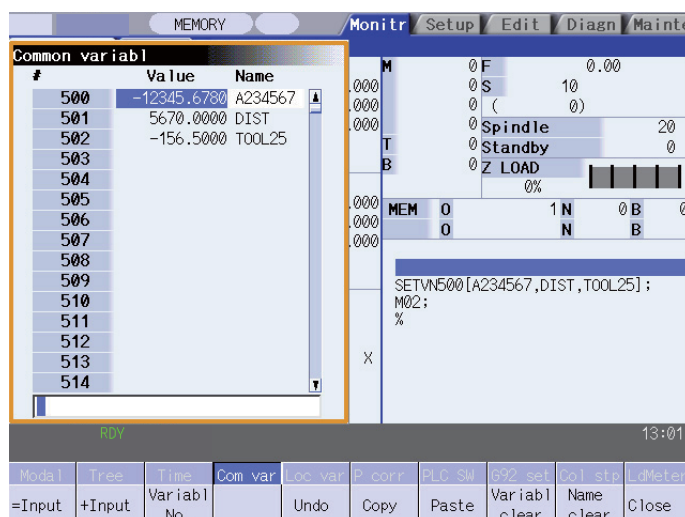 MEMORY
Monitr Setup Edit Diagn Mainte
Common variabl
# Value Name
500 -12345.6780 A234567
501 5670.0000 DIST
502 -156.5000 TOOL25
503
504
505
506
507
508
509
510
511
512
513
514
.000
.000
.000
.000
.000
.000
X
M 0 F 0.00
0 S 10
0 ( 0)
0 Spindle 20
T 0 Standby 0
B 0 Z LOAD
0%
MEM O 1 N 0 B 0
O N B
SETVN500[A234567,DIST,TOOL25];
M02;
%
RDY 13:01
Modal Tree Time Com var Loc var P corr PLC SW G92 set Col stp LdMeter
=Input +Input Variabl No. Undo Copy Paste Variabl clear Name clear Close